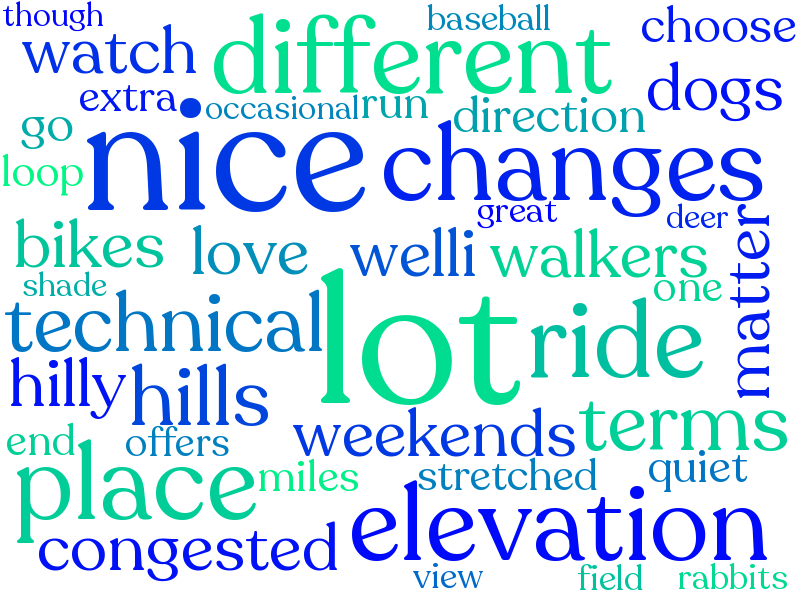 though
watch
different
baseball
choose
extra
occasional
run
direction
dogs
go
nice
changes
loop
great
deer
matter
bikes
love
welli
walkers
shade
one
technical
lot
ride
hilly
hills
weekends
terms
end
offers
place
miles
stretched
quiet
congested
elevation
view
field
rabbits